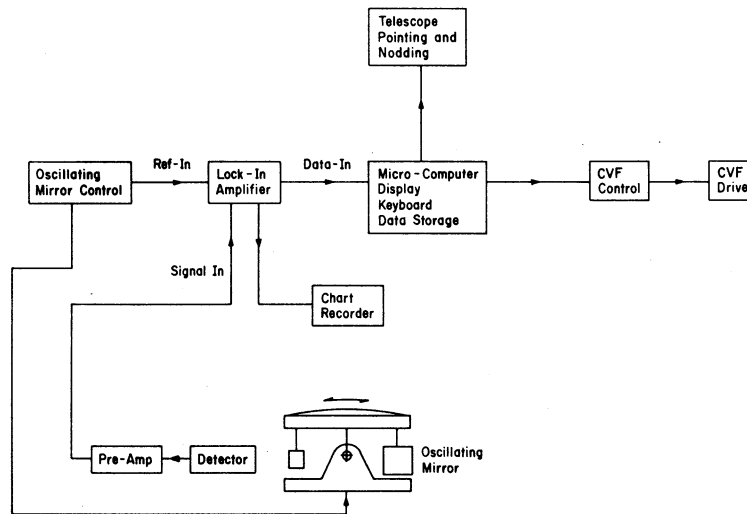 Telescope
Pointing and
Nodding
Ref-In
Data-In
Oscillating
Mirror Control
Lock-In
Amplifier
Micro-Computer
Display
Keyboard
Data Storage
CVF
Control
CVF
Drive
Signal In
Chart
Recorder
Pre-Amp
Detector
Oscillating
Mirror